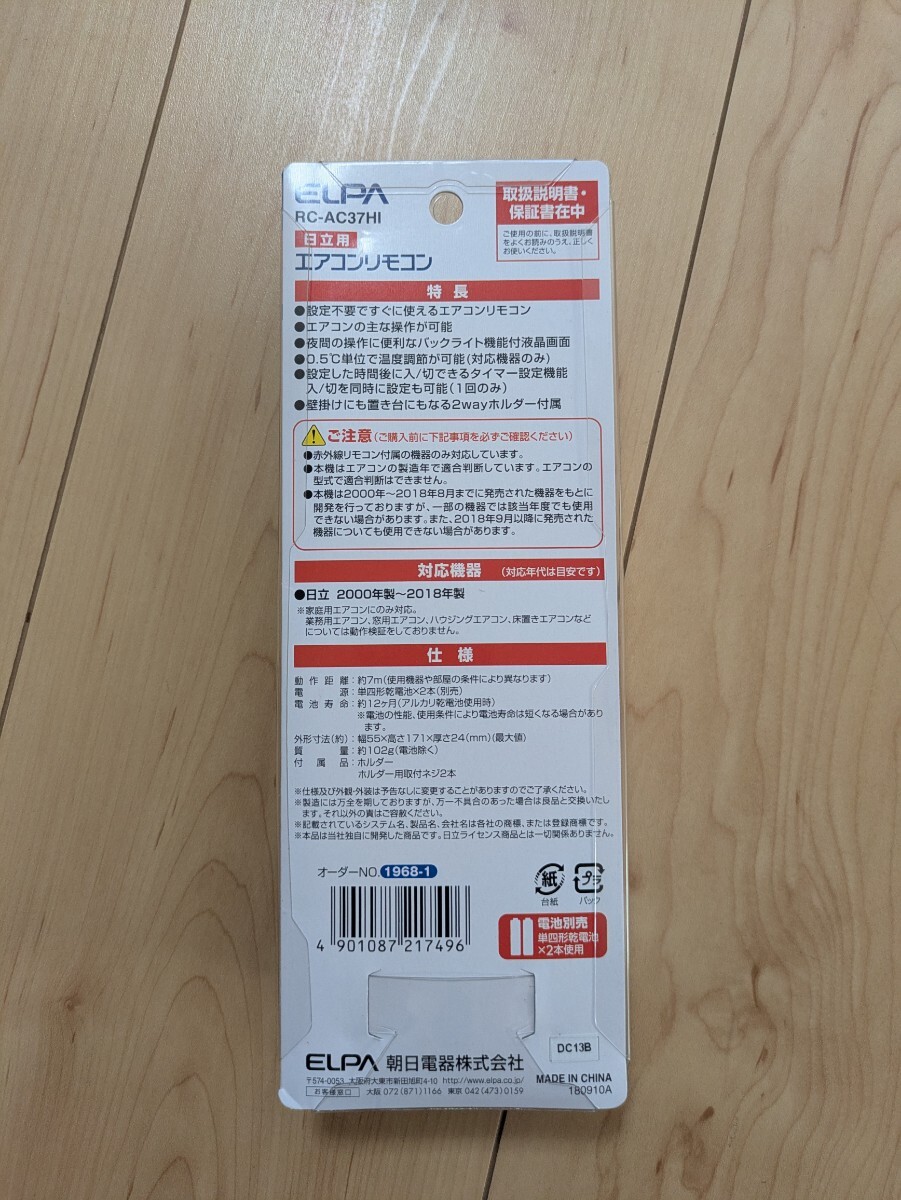 ELPA
RC-AC37HI
日立用
エアコンリモコン
取扱説明書・
保証書在中
ご使用の前に、取扱説明書
をよくお読みのうえ、正しく
お使いください。
特長
●設定不要ですぐに使えるエアコンリモコン
●エアコンの主な操作が可能
●夜間の操作に便利なバックライト機能付液晶画面
●0.5℃単位で温度調節が可能(対応機器のみ)
●設定した時間後に入/切できるタイマー設定機能
入/切を同時に設定も可能(1回のみ)
●壁掛けにも置き台にもなる2wayホルダー付属
ご注意(ご購入前に下記事項を必ずご確認ください)
●赤外線リモコン付属の機器のみ対応しています。
●本機はエアコンの製造年で適合判断しています。エアコンの
型式で適合判断はできません。
●本機は2000年〜2018年8月までに発売された機器をもとに
開発を行っておりますが、一部の機器では該当年度でも使用
できない場合があります。また、2018年9月以降に発売された
機器についても使用できない場合があります。
対応機器 (対応年代は目安です)
●日立 2000年製〜2018年製
※家庭用エアコンにのみ対応。
業務用エアコン、窓用エアコン、ハウジングエアコン、床置きエアコンなど
については動作検証をしておりません。
仕様
動作距離:約7m(使用機器や部屋の条件により異なります)
電源:単四形乾電池×2本(別売)
電池寿命:約12ヶ月(アルカリ乾電池使用時)
※電池の性能、使用条件により電池寿命は短くなる場合があり
ます。
外形寸法(約):幅55×高さ171×厚さ24(mm)(最大値)
質量:約102g(電池除く)
付属品:ホルダー
ホルダー用取付ネジ2本
※仕様及び外観・外装は予告なしに変更することがありますのでご了承ください。
※製造には万全を期しておりますが、万一不具合のあった場合は良品と交換いたし
ます。それ以外の責はご容赦ください。
※記載されているシステム名、製品名、会社名は各社の商標、または登録商標です。
※本品は当社独自に開発した商品です。日立ライセンス商品とは一切関係ありません。
オーダーNO. 1968-1
紙
台紙
プラ
パック
4 901087 217496
電池別売
単四形乾電池
×2本使用
DC13B
ELPA 朝日電器株式会社
〒574-0053 大阪府大東市新田旭町4-10 http://www.elpa.co.jp/
お客様窓口 大阪 072(871)1166 東京 042(473)0159
MADE IN CHINA
180910A